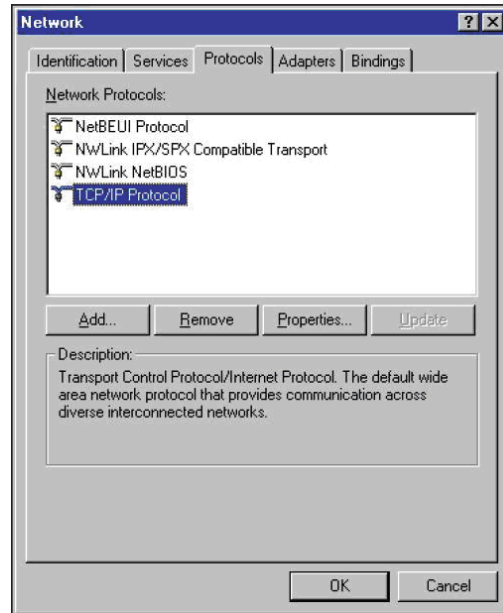 Network
Identification Services Protocols Adapters Bindings
Network Protocols:
NetBEUI Protocol
NWLink IPX/SPX Compatible Transport
NWLink NetBIOS
TCP/IP Protocol
Add... Remove Properties... Update
Description:
Transport Control Protocol/Internet Protocol. The default wide
area network protocol that provides communication across
diverse interconnected networks.
OK Cancel